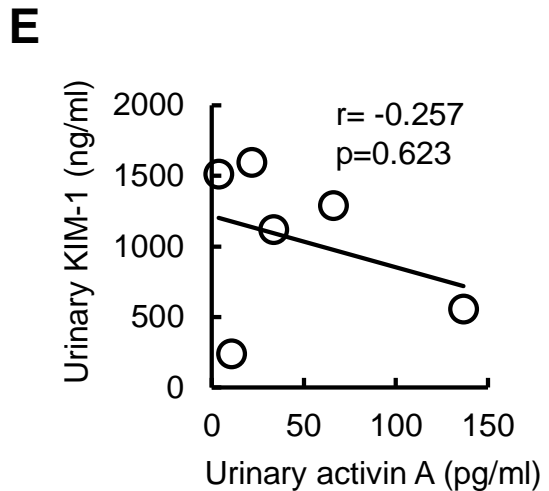 E
Urinary KIM-1 (ng/ml)
2000
1500
1000
500
0
r= -0.257
p=0.623
0 50 100 150
Urinary activin A (pg/ml)